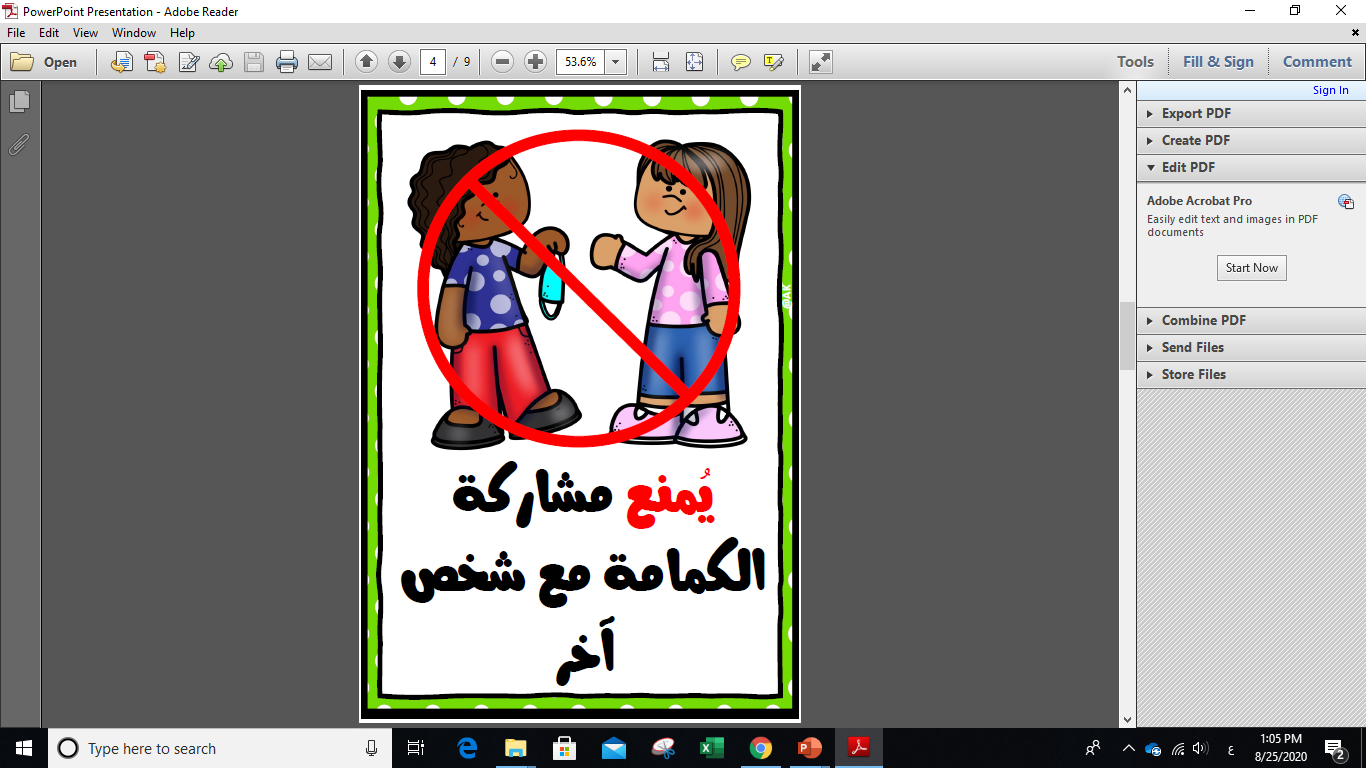 PowerPoint Presentation - Adobe Reader
File Edit View Window Help
Open 4 / 9 53.6% Tools Fill & Sign Comment
Sign In
Export PDF
Create PDF
Edit PDF
Adobe Acrobat Pro
Easily edit text and images in PDF
documents
Start Now
Combine PDF
Send Files
Store Files
@AK
يُمنع مشاركة
الكمامة مع شخص
اَخر
Type here to search
ع
1:05 PM
8/25/2020
2